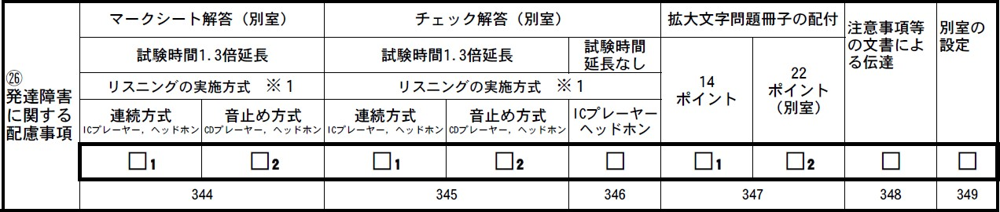 ㉖
発達障害
に関する
配慮事項
マークシート解答（別室）
試験時間1.3倍延長
リスニングの実施方式　※１
連続方式
ICプレーヤー，ヘッドホン
音止め方式
CDプレーヤー，ヘッドホン
□1
□2
344
チェック解答（別室）
試験時間1.3倍延長
試験時間
延長なし
リスニングの実施方式　※１
連続方式
ICプレーヤー，ヘッドホン
音止め方式
CDプレーヤー，ヘッドホン
ICプレーヤー
ヘッドホン
□1
□2
□
345
346
拡大文字問題冊子の配付
14
ポイント
22
ポイント
（別室）
□1
□2
347
注意事項等
の文書によ
る伝達
□
348
別室の
設定
□
349